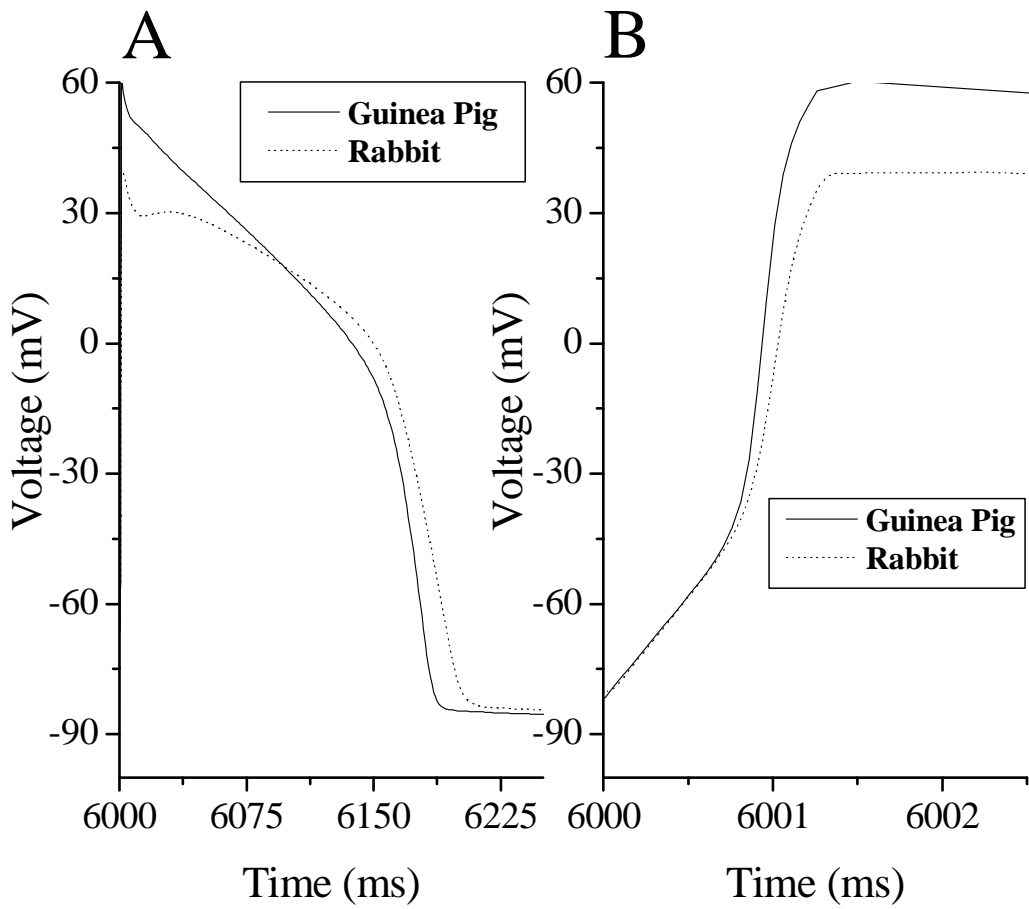 A
Voltage (mV)
60
30
0
-30
-60
-90
Guinea Pig
Rabbit
6000 6075 6150 6225
Time (ms)
B
Voltage (mV)
60
30
0
-30
-60
-90
Guinea Pig
Rabbit
6000 6001 6002
Time (ms)